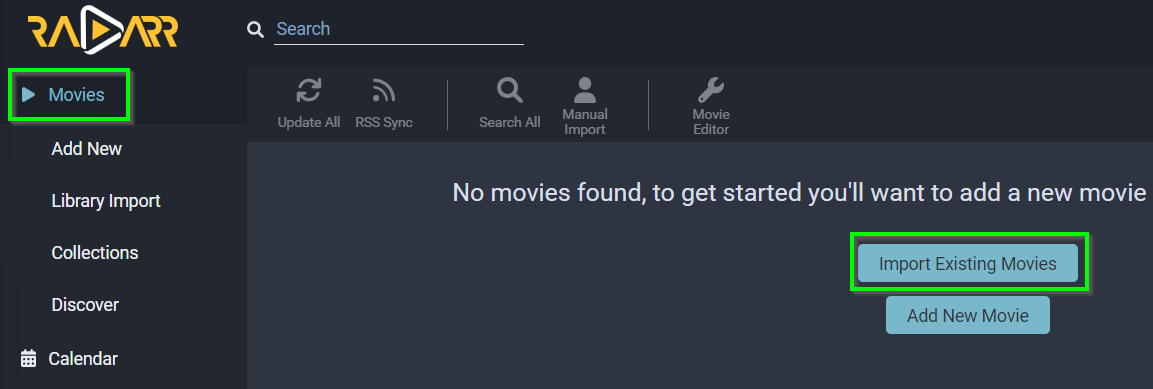 RADARR
Search
Movies
Update All
RSS Sync
Search All
Manual
Import
Movie
Editor
Add New
Library Import
Collections
Discover
Calendar
No movies found, to get started you'll want to add a new movie
Import Existing Movies
Add New Movie